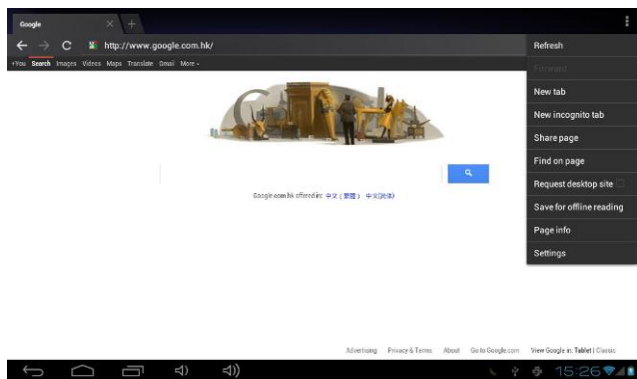 Google
http://www.google.com.hk/
+You Search Images Videos Maps Translate Gmail More
Refresh
Forward
New tab
New incognito tab
Share page
Find on page
Request desktop site
Save for offline reading
Page info
Settings
Google.com.hk offered in: 中文（繁體） 中文(简体)
Advertising Privacy & Terms About Go to Google.com View Google in: Tablet | Classic
15:26